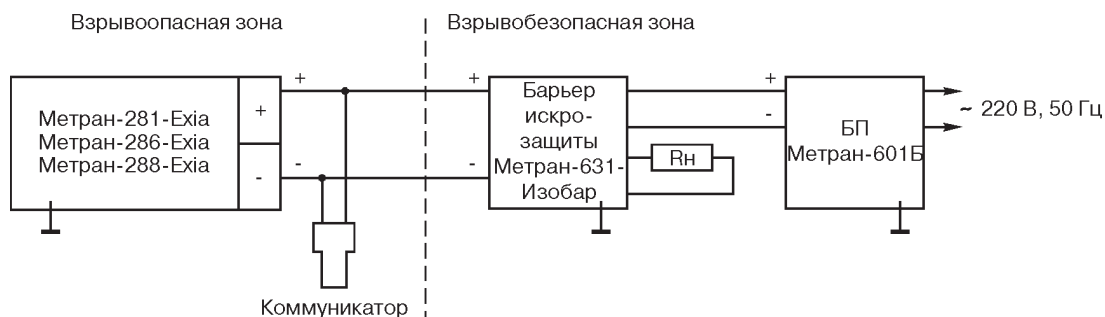 Взрывоопасная зона
Взрывобезопасная зона
Метран-281-Exia
Метран-286-Exia
Метран-288-Exia
+
-
+
-
Коммуникатор
+
-
Барьер
искро-
защиты
Метран-631-
Изобар
Rн
+
-
БП
Метран-601Б
~ 220 В, 50 Гц